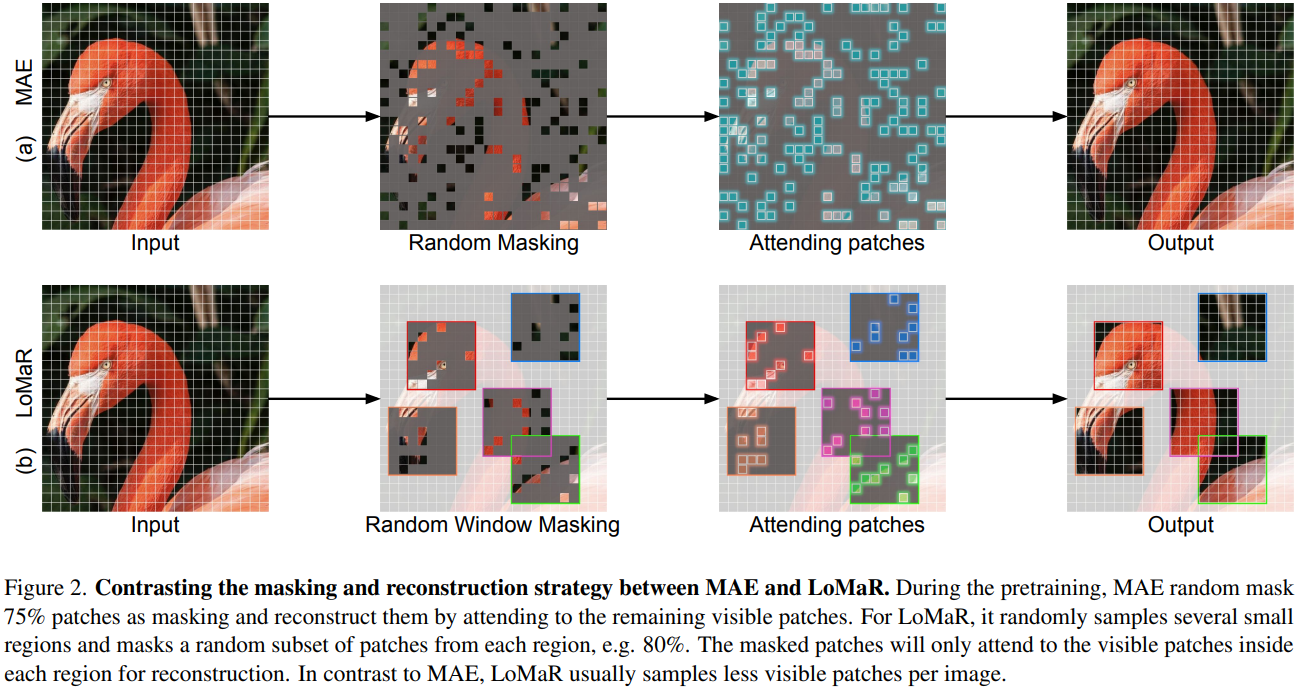 (a) MAE
Input
Random Masking
Attending patches
Output
(b) LoMaR
Input
Random Window Masking
Attending patches
Output
Figure 2. Contrasting the masking and reconstruction strategy between MAE and LoMaR. During the pretraining, MAE random mask
75% patches as masking and reconstruct them by attending to the remaining visible patches. For LoMaR, it randomly samples several small
regions and masks a random subset of patches from each region, e.g. 80%. The masked patches will only attend to the visible patches inside
each region for reconstruction. In contrast to MAE, LoMaR usually samples less visible patches per image.